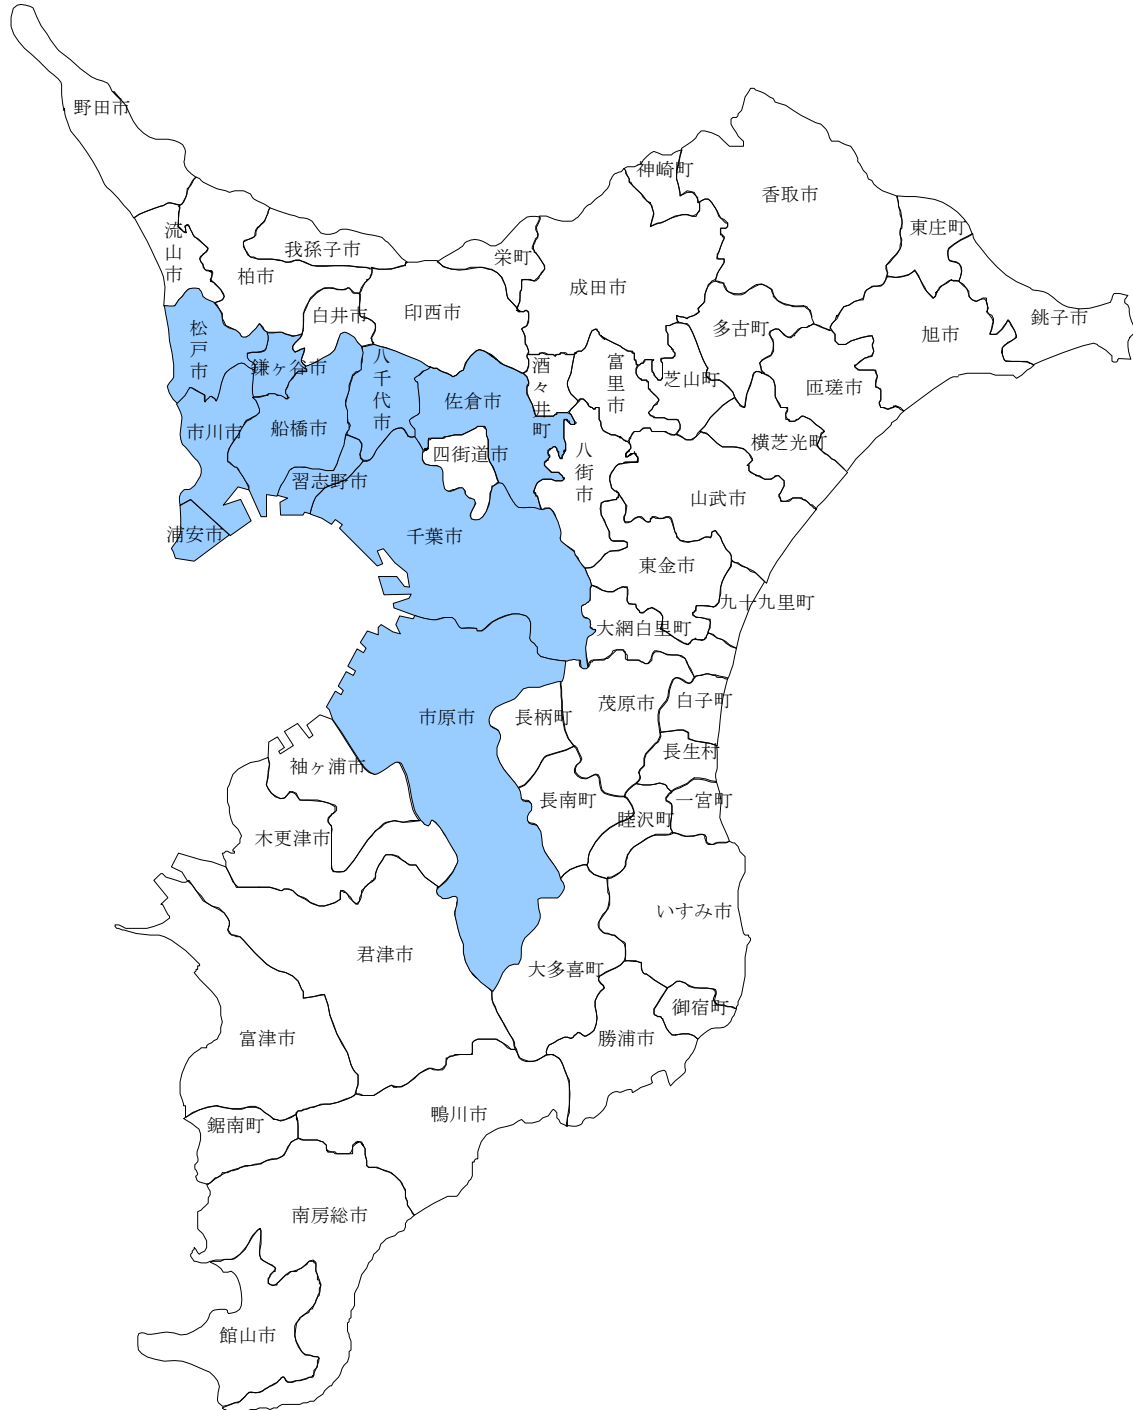 野田市
神崎町
香取市
東庄町
流山市
我孫子市
栄町
柏市
成田市
印西市
白井市
銚子市
多古町
旭市
松戸市
鎌ヶ谷市
八千代市
酒々井町
富里市
芝山町
匝瑳市
佐倉市
市川市
船橋市
四街道市
八街市
横芝光町
習志野市
山武市
浦安市
千葉市
東金市
九十九里町
大網白里町
市原市
長柄町
茂原市
白子町
長生村
袖ヶ浦市
長南町
一宮町
睦沢町
木更津市
いすみ市
君津市
大多喜町
御宿町
富津市
勝浦市
鴨川市
鋸南町
南房総市
館山市